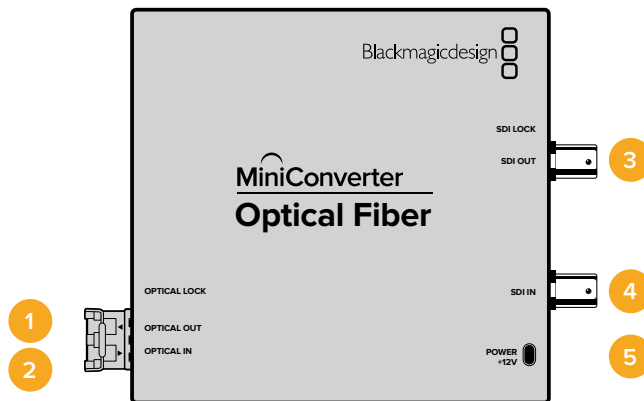 Blackmagicdesign
SDI LOCK
3
SDI OUT
MiniConverter
Optical Fiber
OPTICAL LOCK
SDI IN
4
1
OPTICAL OUT
2
OPTICAL IN
POWER
+12V
5